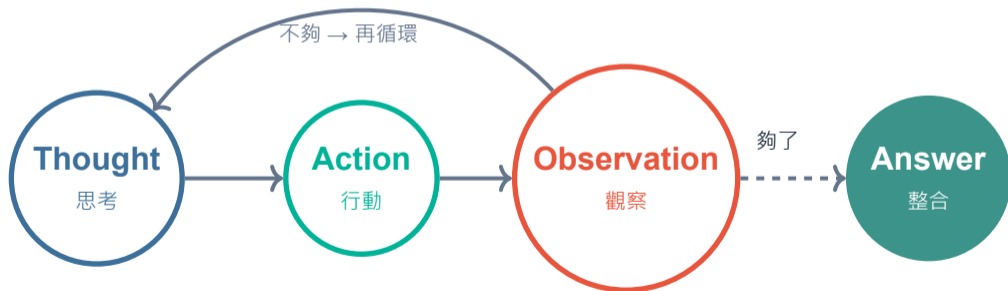 不夠 → 再循環
Thought
思考
Action
行動
Observation
觀察
夠了
Answer
整合